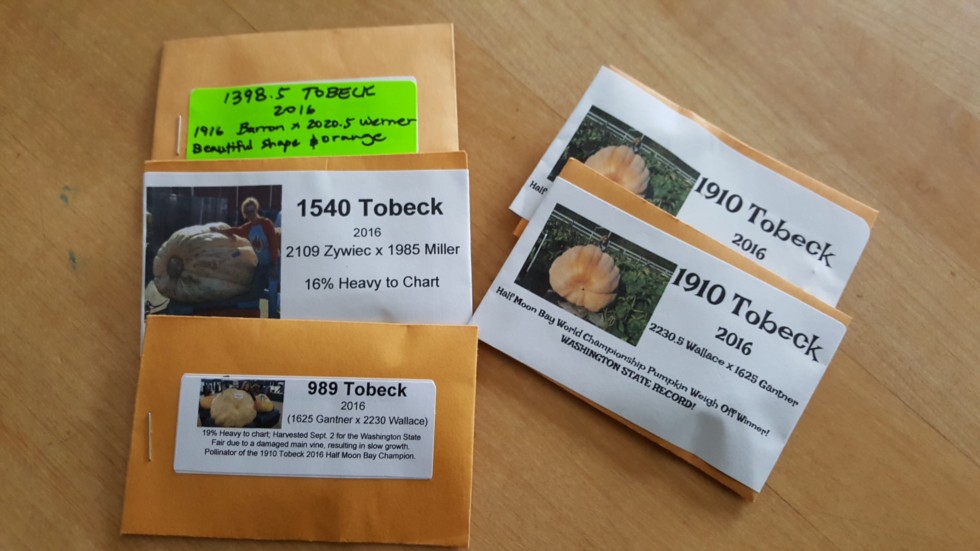 1398.5 TOBECK
2016
1916 Barron x 2020.5 Werner
Beautiful shape & orange
1540 Tobeck
2016
2109 Zywiec x 1985 Miller
16% Heavy to Chart
989 Tobeck
2016
(1625 Gantner x 2230 Wallace)
19% Heavy to chart; Harvested Sept. 2 for the Washington State
Fair due to a damaged main vine, resulting in slow growth.
Pollinator of the 1910 Tobeck 2016 Half Moon Bay Champion.
1910 Tobeck
2016
Half
1910 Tobeck
2016
2230.5 Wallace x 1625 Gantner
Half Moon Bay World Championship Pumpkin Weigh Off Winner!
WASHINGTON STATE RECORD!